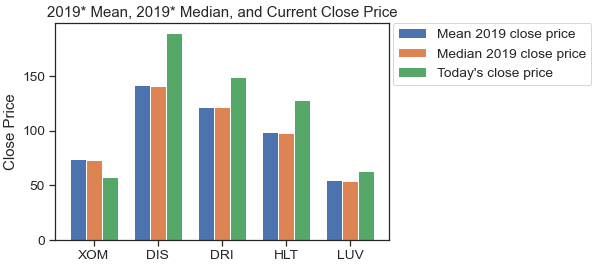 2019* Mean, 2019* Median, and Current Close Price
Mean 2019 close price
Median 2019 close price
Today's close price
Close Price
150
100
50
0
XOM DIS DRI HLT LUV